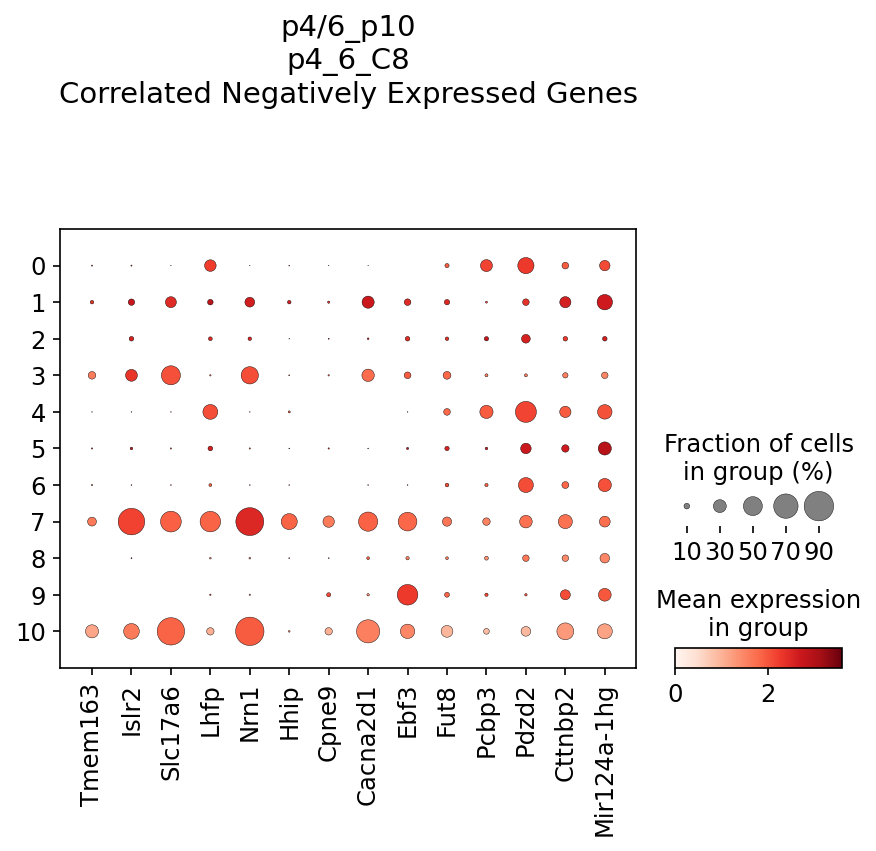 p4/6_p10
p4_6_C8
Correlated Negatively Expressed Genes
0
1
2
3
4
5
6
7
8
9
10
Tmem163
Islr2
Slc17a6
Lhfp
Nrn1
Hhip
Cpne9
Cacna2d1
Ebf3
Fut8
Pcbp3
Pdzd2
Cttnbp2
Mir124a-1hg
Fraction of cells
in group (%)
10 30 50 70 90
Mean expression
in group
0 2